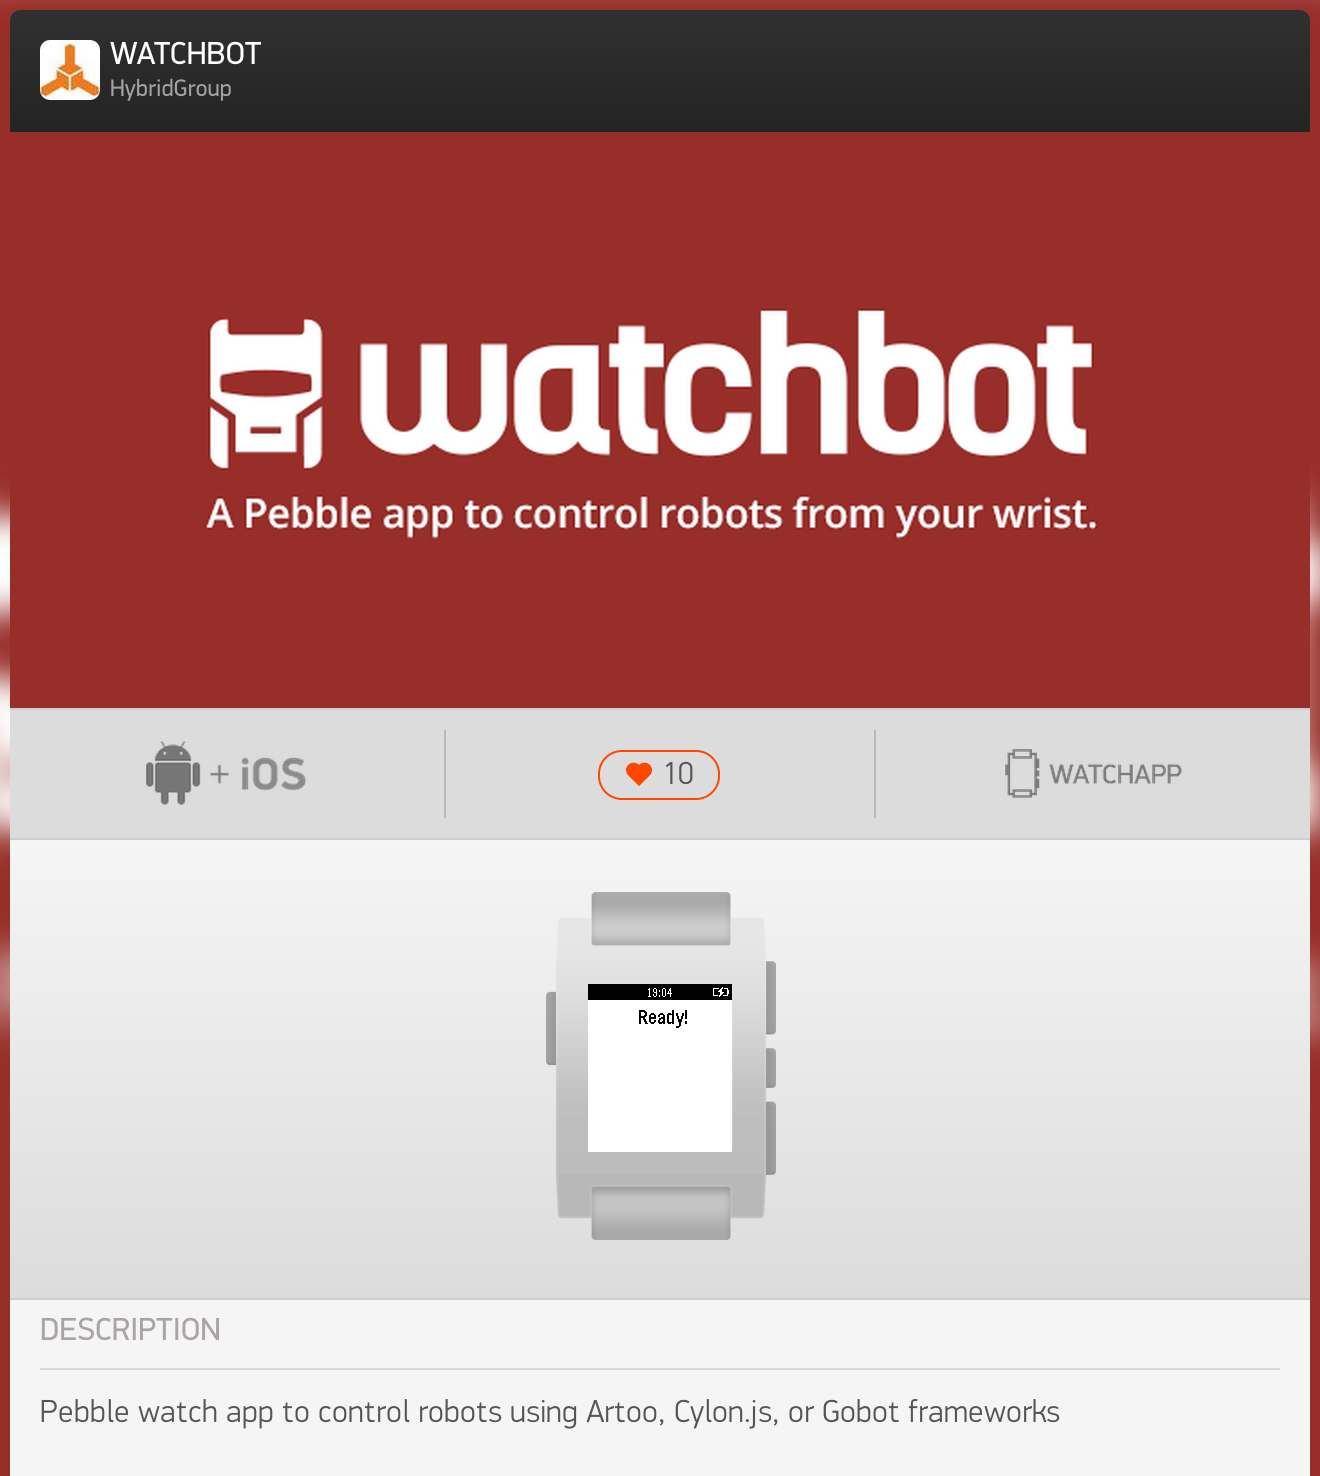 WATCHBOT
HybridGroup
watchbot
A Pebble app to control robots from your wrist.
+ iOS
10
WATCHAPP
19:04
Ready!
DESCRIPTION
Pebble watch app to control robots using Artoo, Cylon.js, or Gobot frameworks